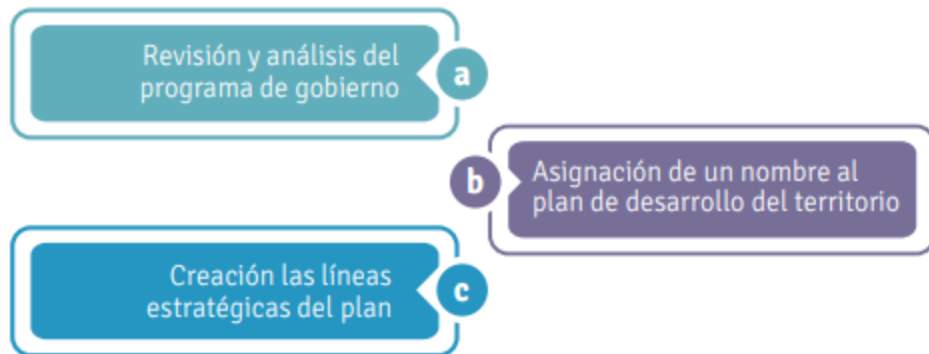 Revisión y análisis del
programa de gobierno
a
b
Asignación de un nombre al
plan de desarrollo del territorio
Creación las líneas
estratégicas del plan
c